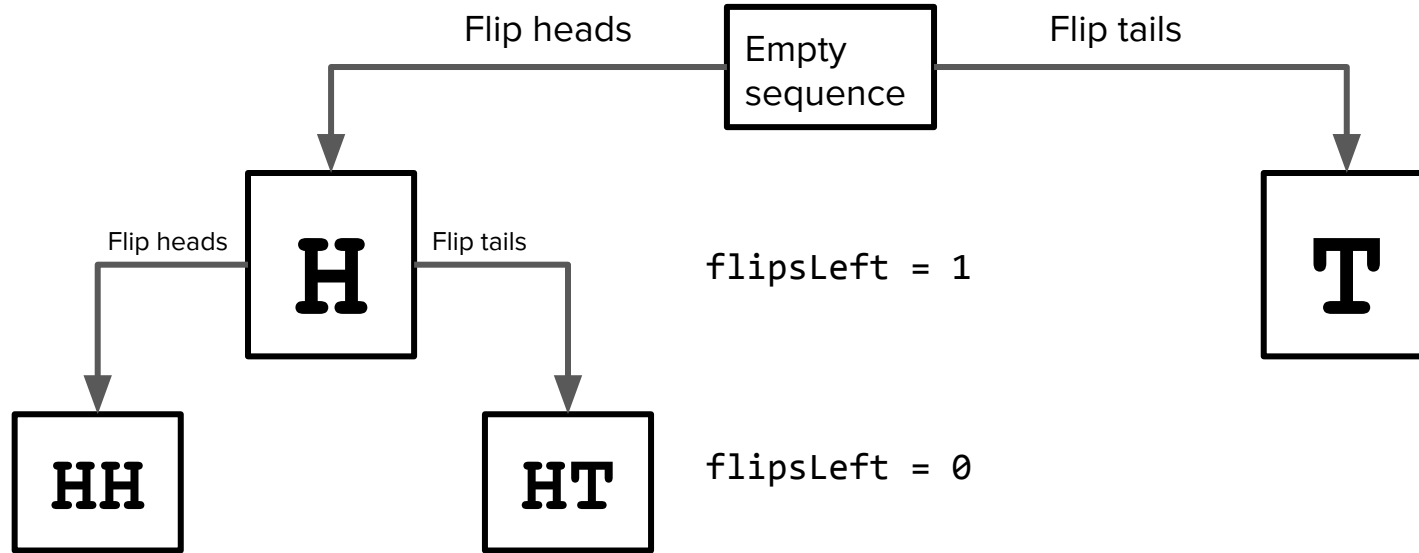 Flip heads
Empty
sequence
Flip tails
H
T
Flip heads
Flip tails
flipsLeft = 1
HH
HT
flipsLeft = 0